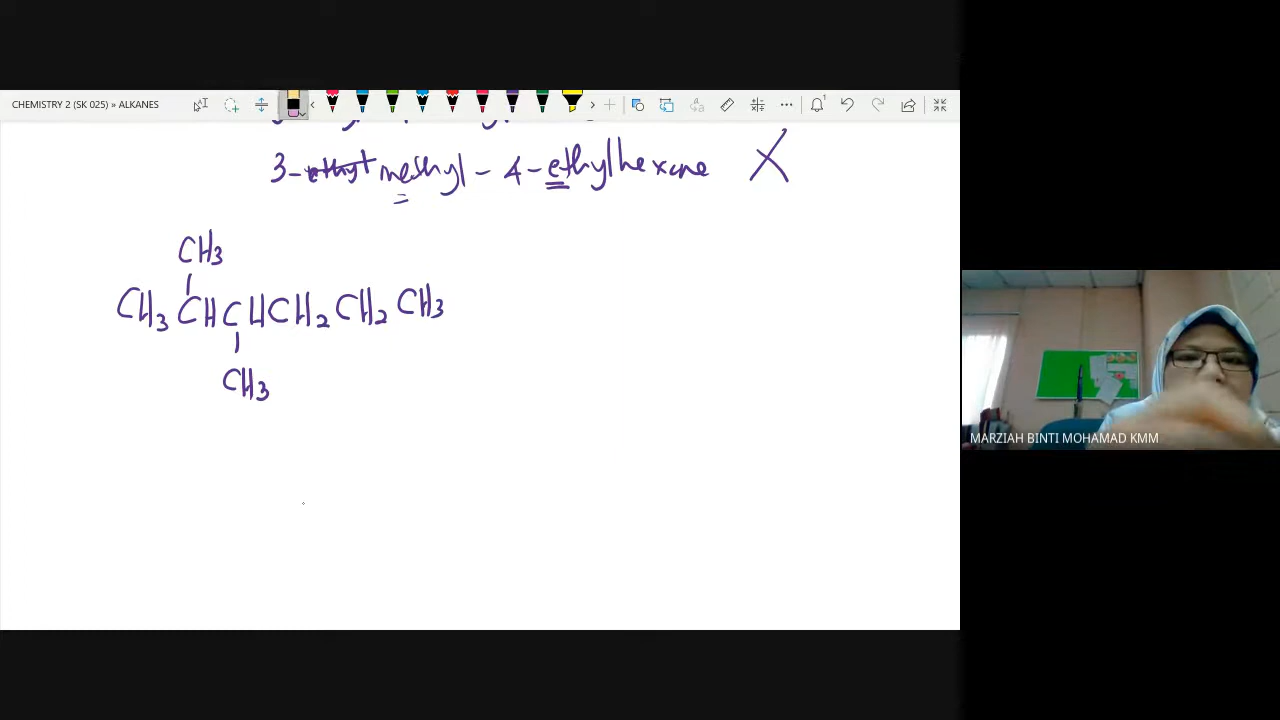 CHEMISTRY 2 (SK 025) » ALKANES
3-ethyl methyl - 4 - ethylhexane X
CH3
CH3 CH CH CH2 CH2 CH3
CH3
MARZIAH BINTI MOHAMAD KMM